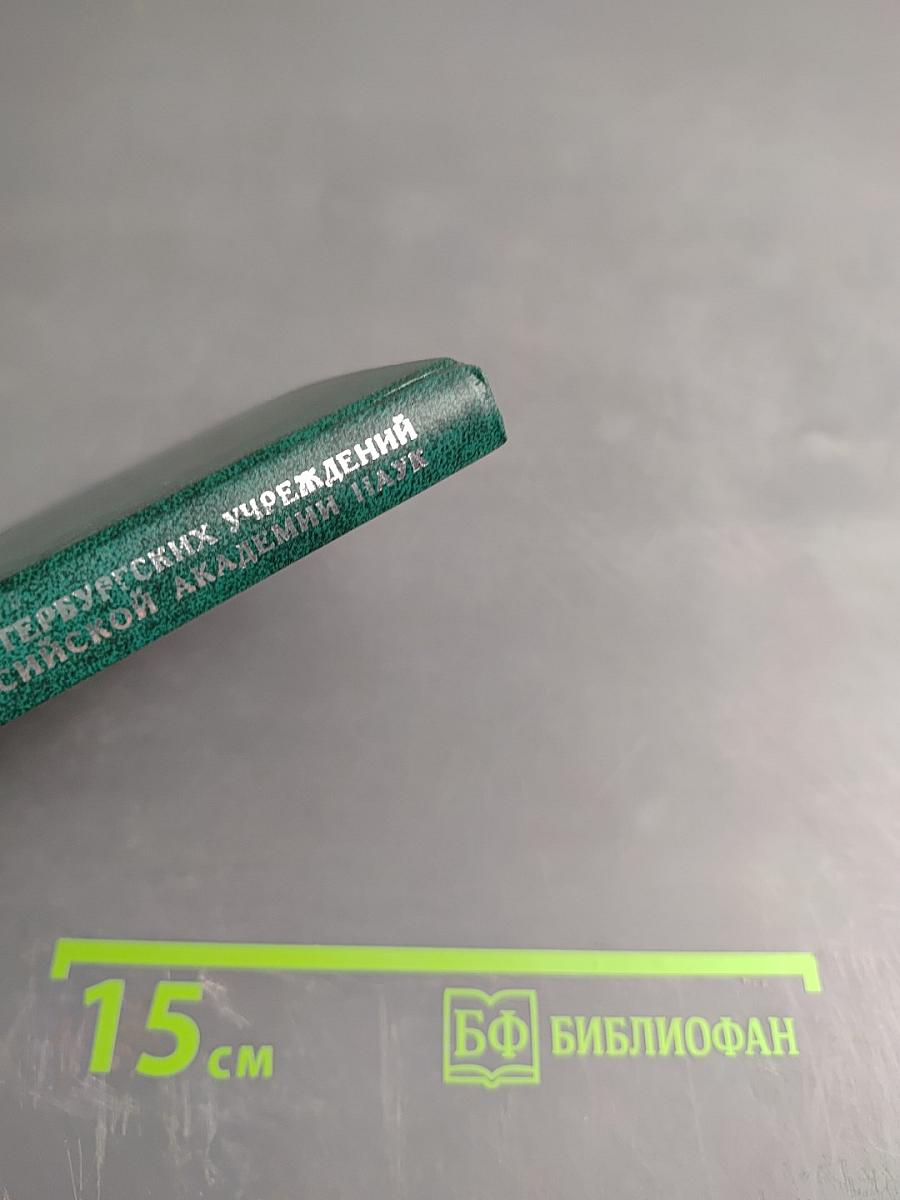 ТЕРБУРГСКИХ УЧРЕЖДЕНИЙ
СИЙСКОЙ АКАДЕМИИ НАУК
15 см
БФ БИБЛИОФАН